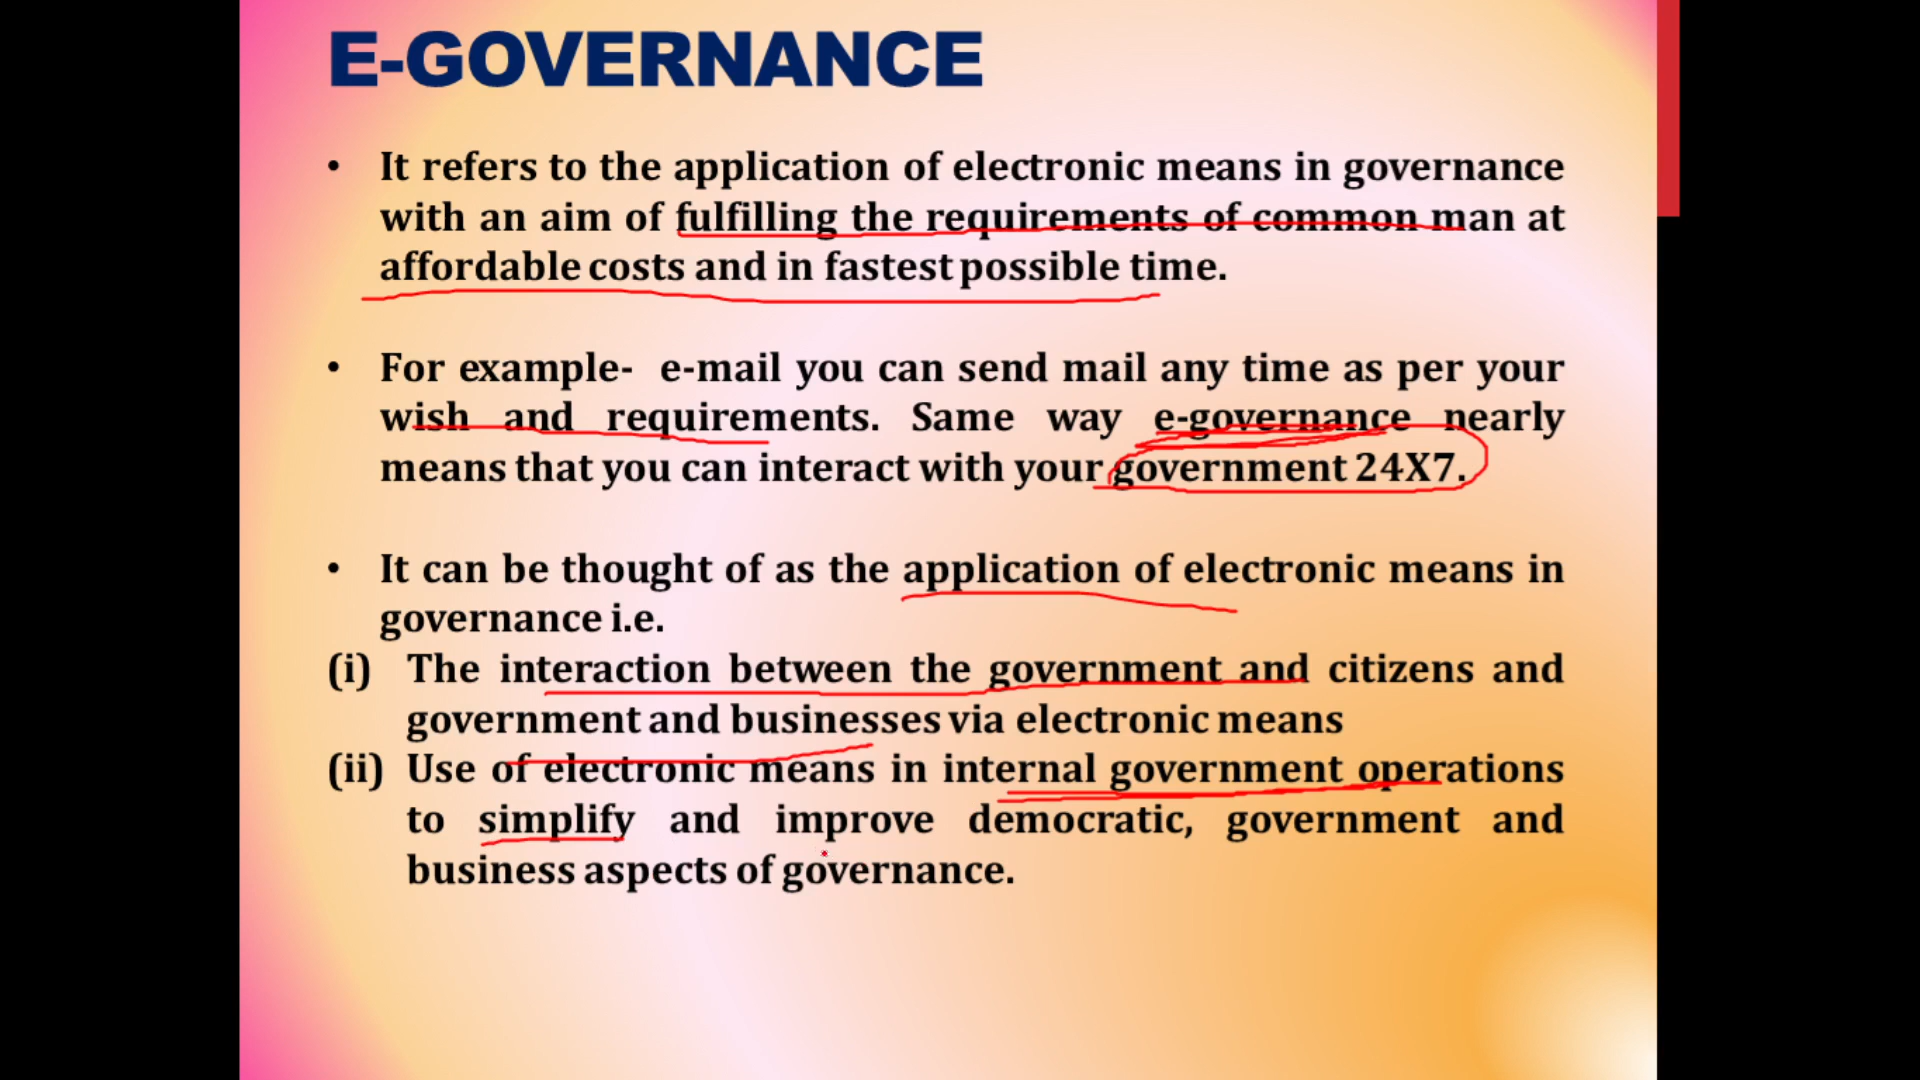 E-GOVERNANCE
• It refers to the application of electronic means in governance
with an aim of fulfilling the requirements of common man at
affordable costs and in fastest possible time.
• For example- e-mail you can send mail any time as per your
wish and requirements. Same way e-governance nearly
means that you can interact with your government 24X7.
• It can be thought of as the application of electronic means in
governance i.e.
(i) The interaction between the government and citizens and
government and businesses via electronic means
(ii) Use of electronic means in internal government operations
to simplify and improve democratic, government and
business aspects of governance.